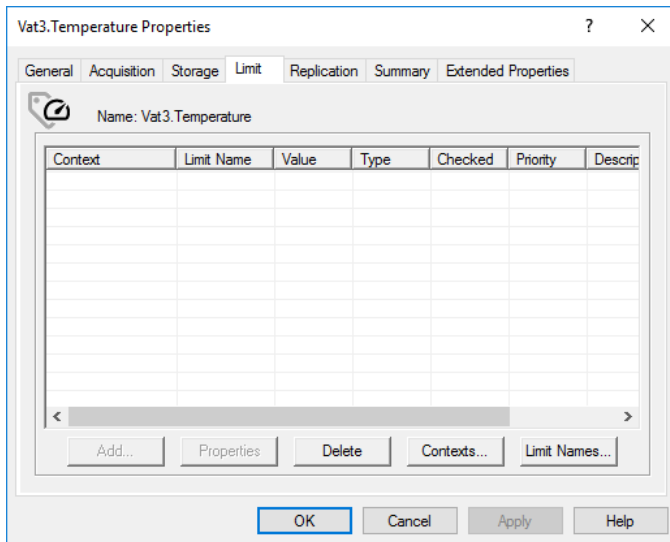 Vat3.Temperature Properties ?
General Acquisition Storage Limit Replication Summary Extended Properties
Name: Vat3.Temperature
Context Limit Name Value Type Checked Priority Descrip
Add... Properties Delete Contexts... Limit Names...
OK Cancel Apply Help